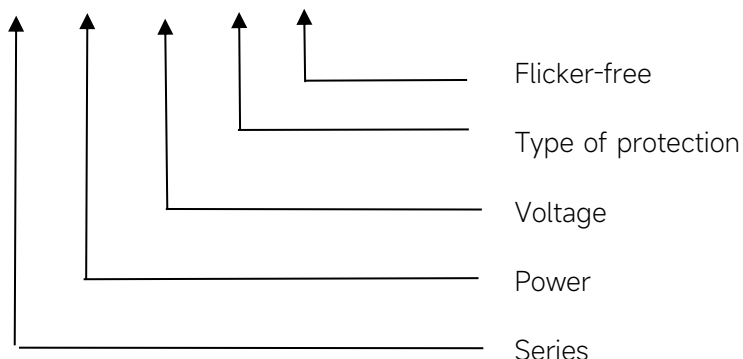 Flicker-free
Type of protection
Voltage
Power
Series